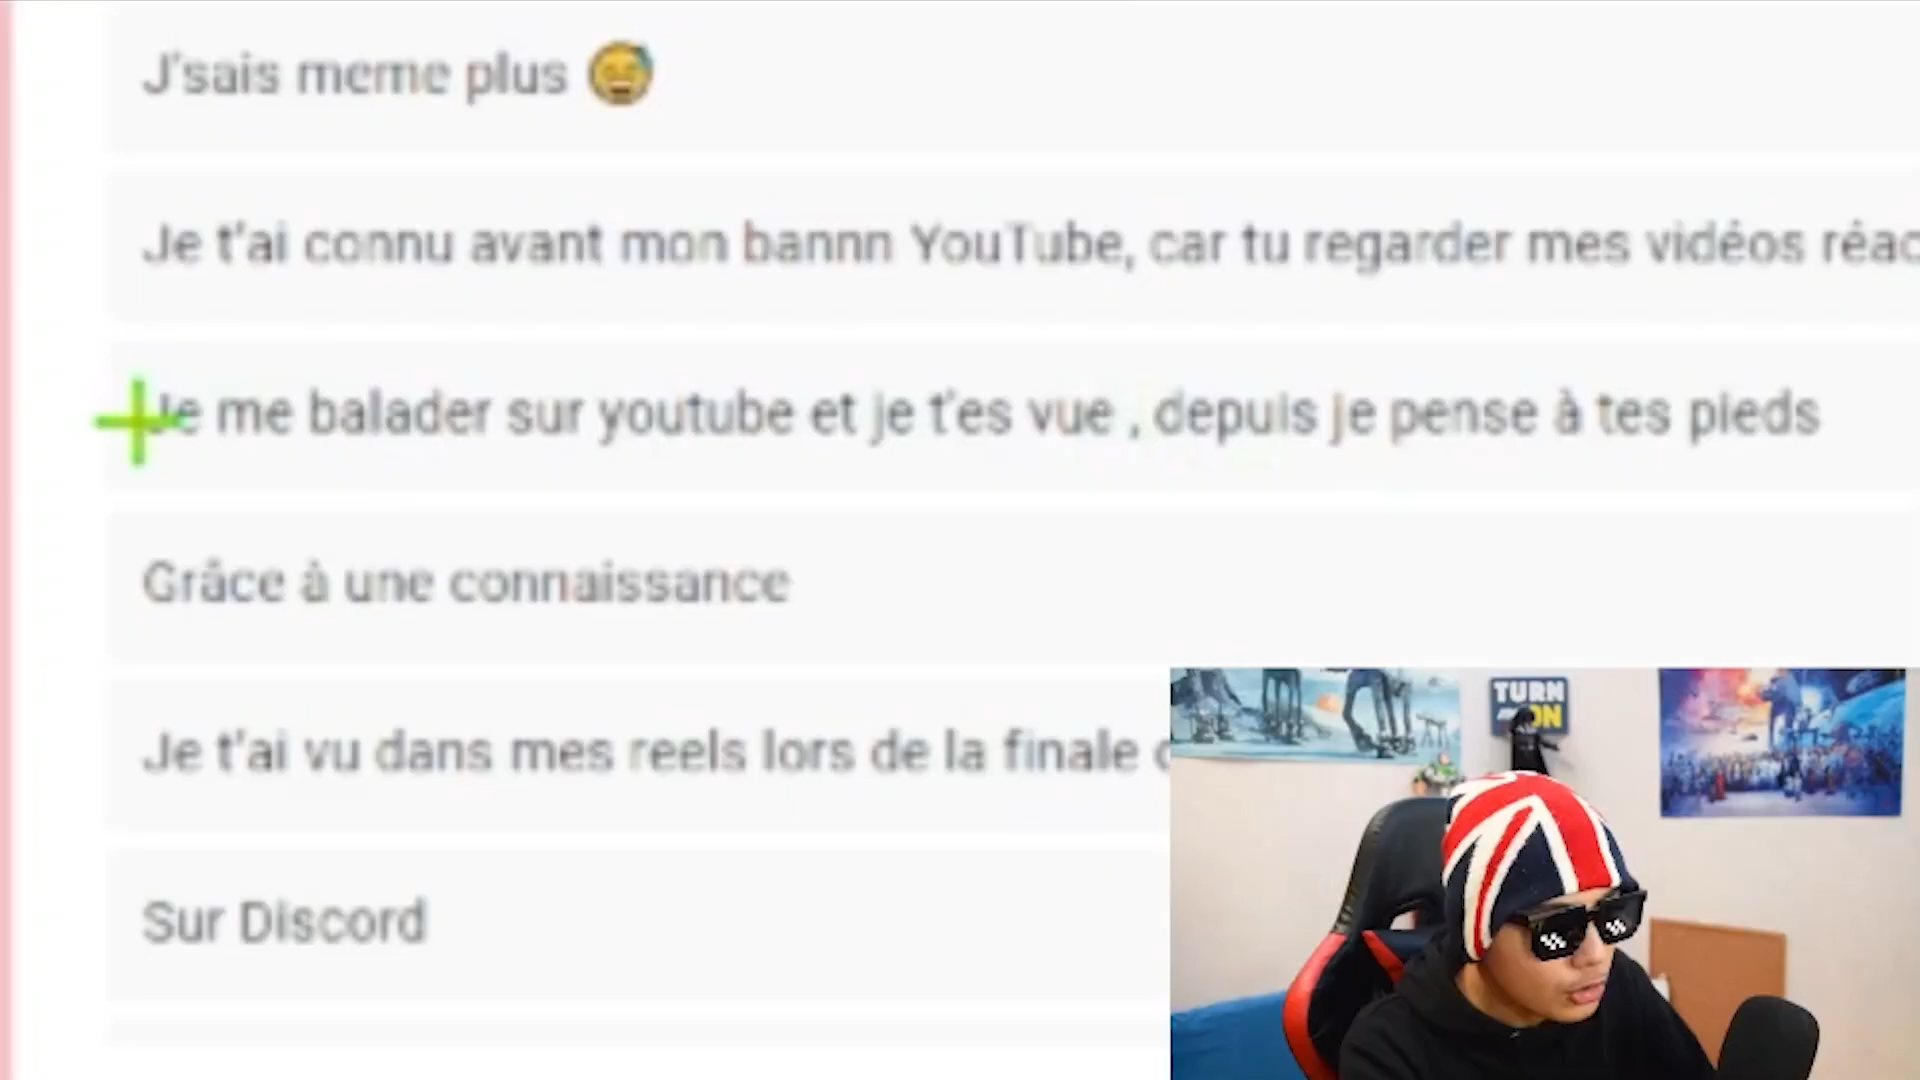 J'sais meme plus 😅
Je t'ai connu avant mon bannn YouTube, car tu regarder mes vidéos réac
Je me balader sur youtube et je t'es vue , depuis je pense à tes pieds
Grâce à une connaissance
Je t'ai vu dans mes reels lors de la finale
Sur Discord
TURN
ON